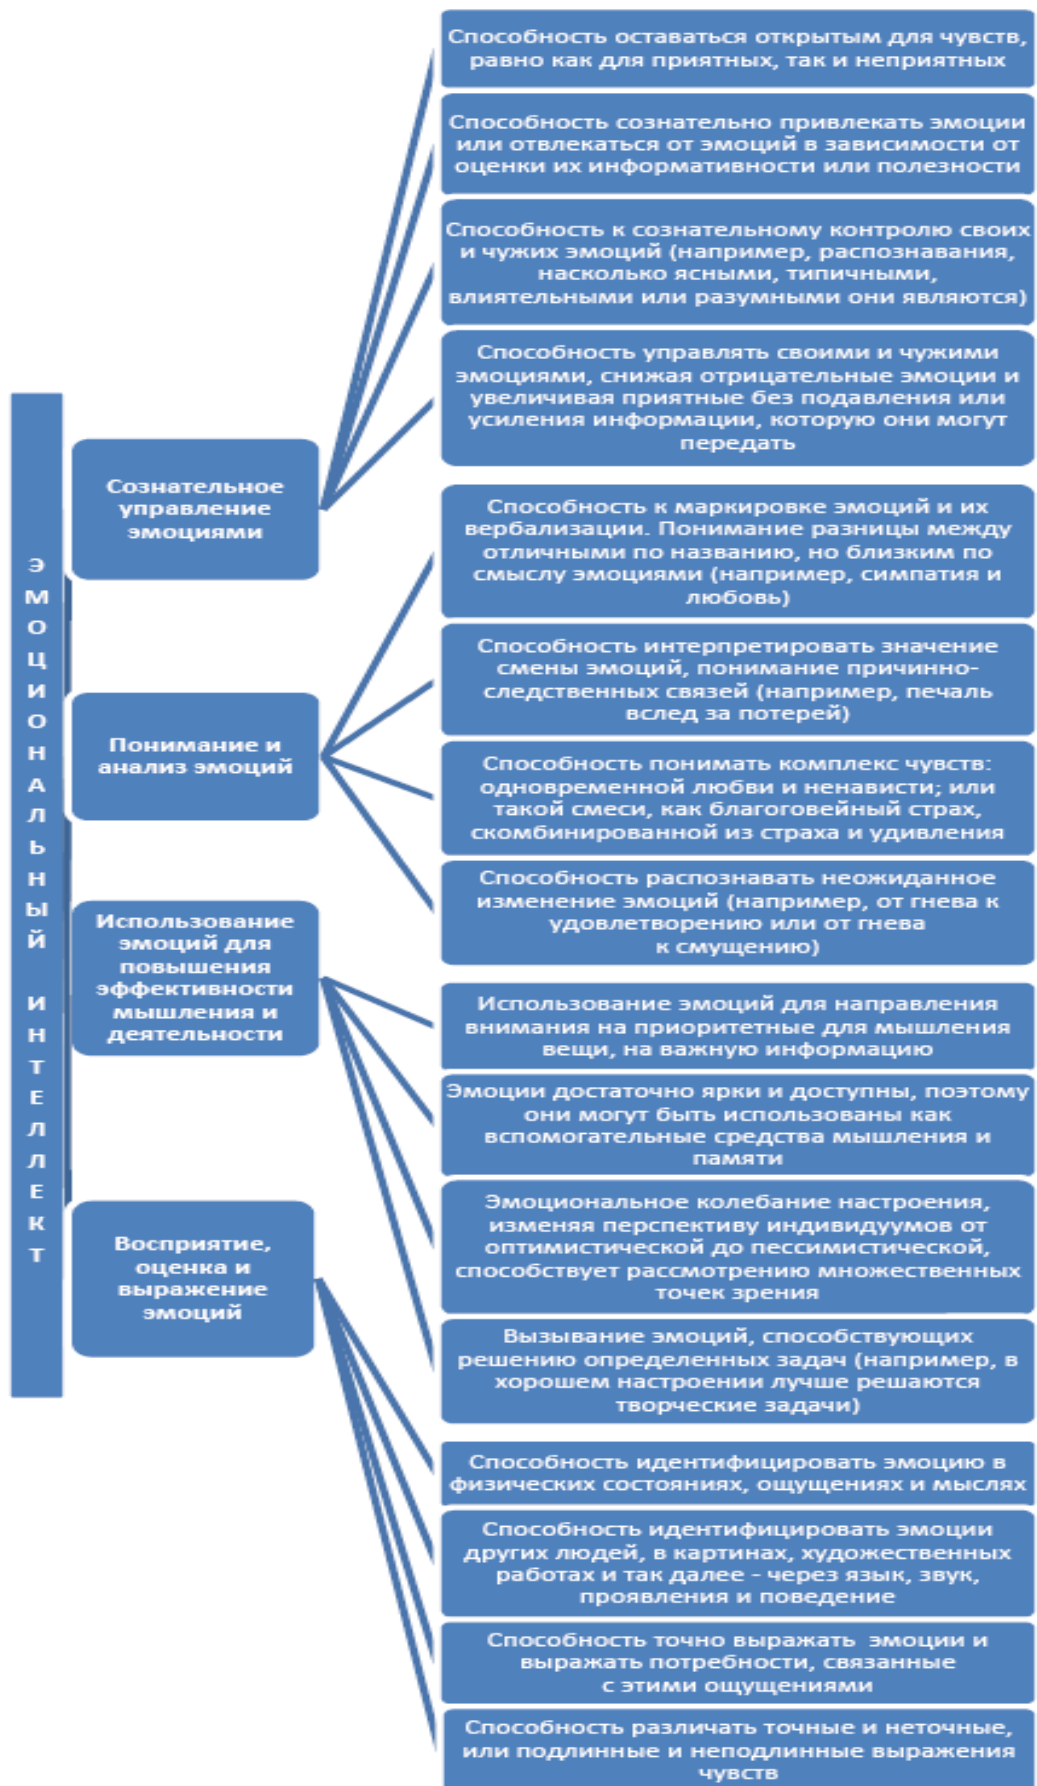 ЭМОЦИОНАЛЬНЫЙ ИНТЕЛЛЕКТ
Сознательное
управление
эмоциями
Способность оставаться открытым для чувств,
равно как для приятных, так и неприятных
Способность сознательно привлекать эмоции
или отвлекаться от эмоций в зависимости от
оценки их информативности или полезности
Способность к сознательному контролю своих
и чужих эмоций (например, распознавания,
насколько ясными, типичными,
влиятельными или разумными они являются)
Способность управлять своими и чужими
эмоциями, снижая отрицательные эмоции и
увеличивая приятные без подавления или
усиления информации, которую они могут
передать
Понимание и
анализ эмоций
Способность к маркировке эмоций и их
вербализации. Понимание разницы между
отличными по названию, но близким по
смыслу эмоциями (например, симпатия и
любовь)
Способность интерпретировать значение
смены эмоций, понимание причинно-
следственных связей (например, печаль
вслед за потерей)
Способность понимать комплекс чувств:
одновременной любви и ненависти; или
такой смеси, как благоговейный страх,
скомбинированной из страха и удивления
Способность распознавать неожиданное
изменение эмоций (например, от гнева к
удовлетворению или от гнева
к смущению)
Использование
эмоций для
повышения
эффективности
мышления и
деятельности
Использование эмоций для направления
внимания на приоритетные для мышления
вещи, на важную информацию
Эмоции достаточно ярки и доступны, поэтому
они могут быть использованы как
вспомогательные средства мышления и
памяти
Эмоциональное колебание настроения,
изменяя перспективу индивидуумов от
оптимистической до пессимистической,
способствует рассмотрению множественных
точек зрения
Вызывание эмоций, способствующих
решению определенных задач (например, в
хорошем настроении лучше решаются
творческие задачи)
Восприятие,
оценка и
выражение
эмоций
Способность идентифицировать эмоцию в
физических состояниях, ощущениях и мыслях
Способность идентифицировать эмоции
других людей, в картинах, художественных
работах и так далее - через язык, звук,
проявления и поведение
Способность точно выражать эмоции и
выражать потребности, связанные
с этими ощущениями
Способность различать точные и неточные,
или подлинные и неподлинные выражения
чувств